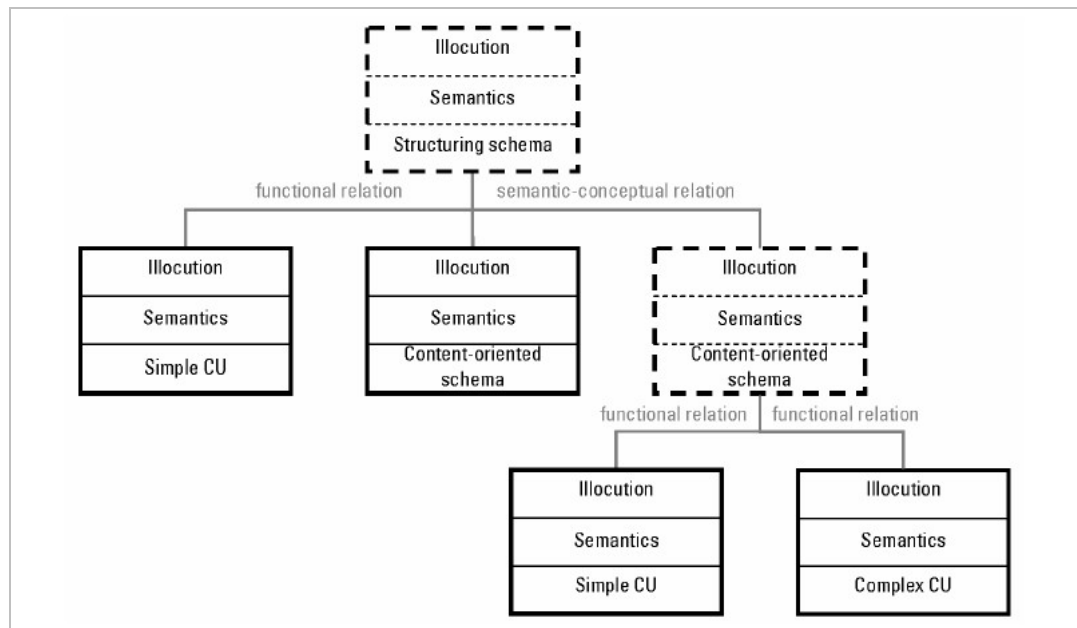 Illocution
Semantics
Structuring schema
functional relation
semantic-conceptual relation
Illocution
Semantics
Simple CU
Illocution
Semantics
Content-oriented
schema
Illocution
Semantics
Content-oriented
schema
functional relation
functional relation
Illocution
Semantics
Simple CU
Illocution
Semantics
Complex CU